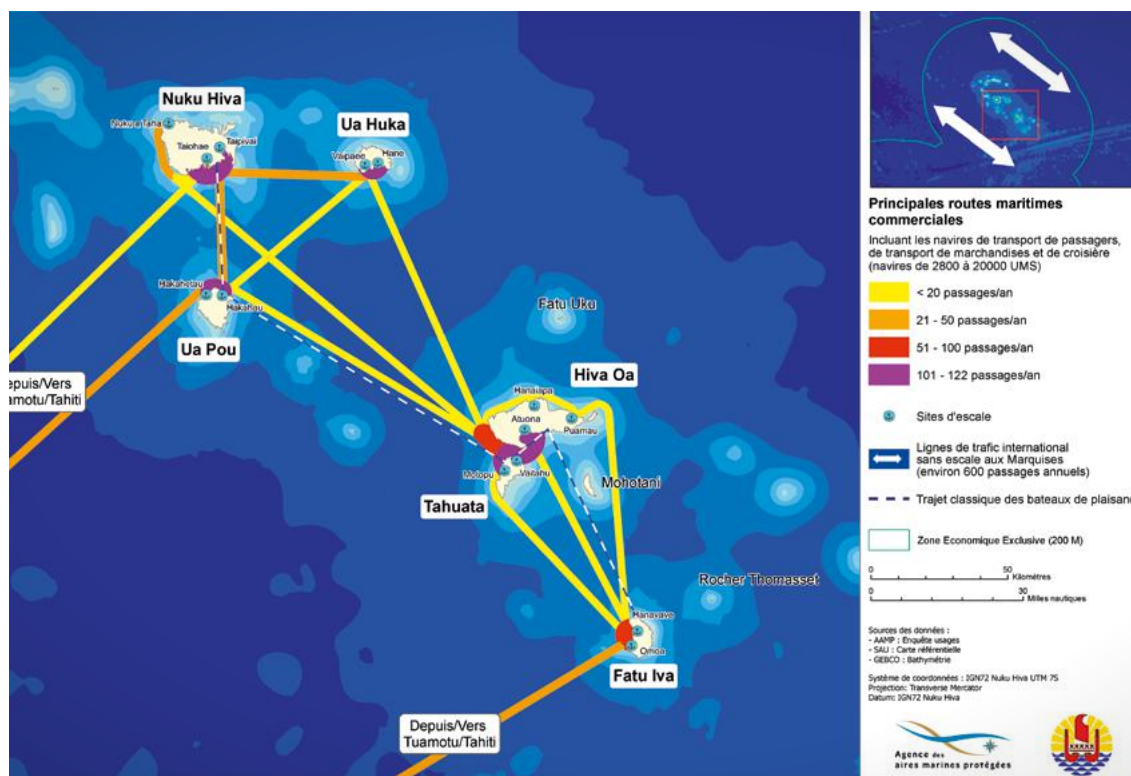 Nuku Hiva
Nuku a Taha
Taiohae
Taipivai
Ua Huka
Vaipaee
Hane
Hakahetau
Hakahau
Ua Pou
epuis/Vers
amotu/Tahiti
Fatu Uku
Hiva Oa
Hanaiapa
Atuona
Puamau
Motopu
Vaitahu
Mohotani
Tahuata
Rocher Thomasset
Hanavave
Omoa
Fatu Iva
Depuis/Vers
Tuamotu/Tahiti
Principales routes maritimes
commerciales
Incluant les navires de transport de passagers,
de transport de marchandises et de croisière
(navires de 2800 à 20000 UMS)
< 20 passages/an
21 - 50 passages/an
51 - 100 passages/an
101 - 122 passages/an
Sites d'escale
Lignes de trafic international
sans escale aux Marquises
(environ 600 passages annuels)
Trajet classique des bateaux de plaisanc
Zone Economique Exclusive (200 M)
0 50
Kilomètres
0 30
Milles nautiques
Sources des données :
- AAMP : Enquête usages
- SAU : Carte référentielle
- GEBCO : Bathymétrie
Système de coordonnées : IGN72 Nuku Hiva UTM 7S
Projection: Transverse Mercator
Datum: IGN72 Nuku Hiva
Agence des
aires marines protégées